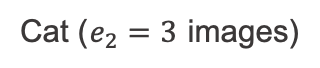 Cat (e₂ = 3 images)